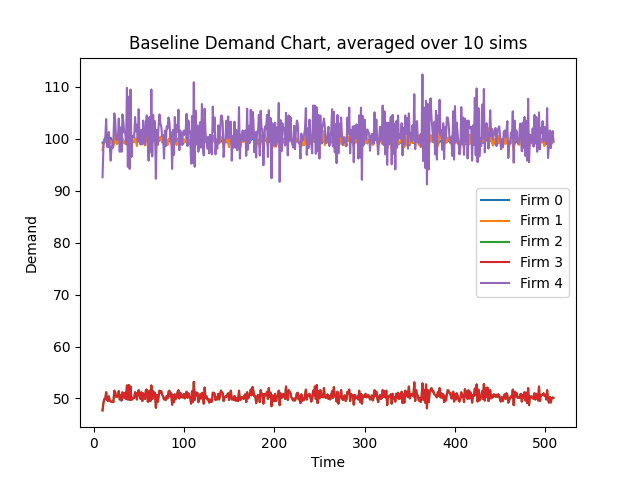 Baseline Demand Chart, averaged over 10 sims
110
100
90
80
70
60
50
Demand
Firm 0
Firm 1
Firm 2
Firm 3
Firm 4
0
100
200
300
400
500
Time